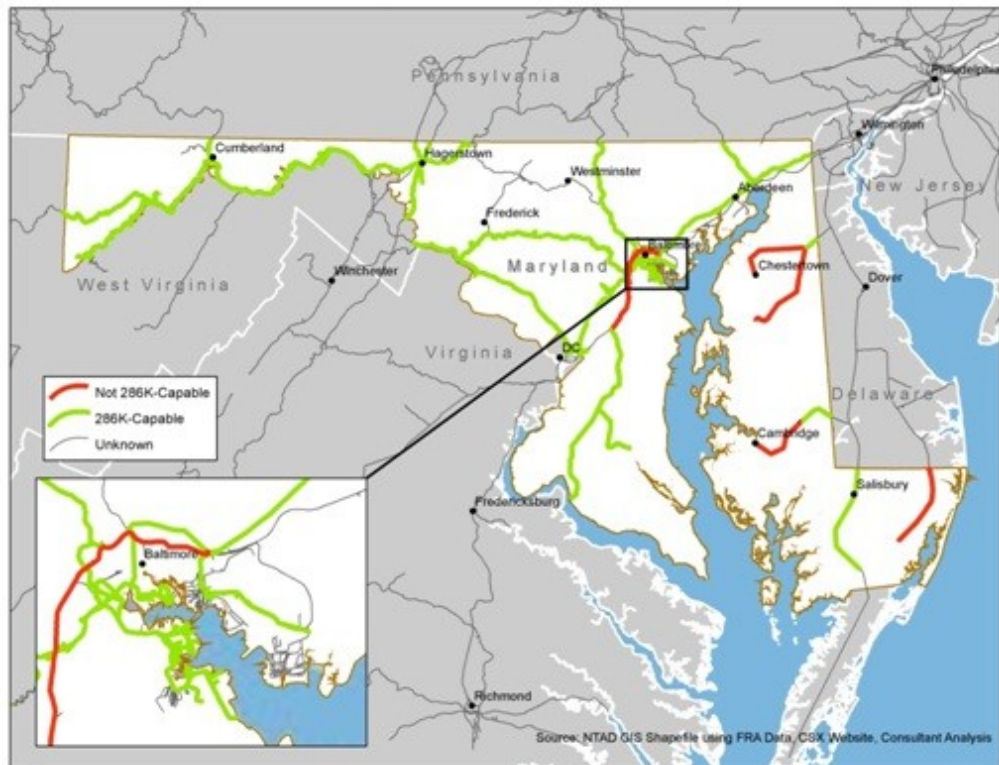 Pennsylvania
Philadelphia
Wilmington
Cumberland
Hagerstown
Westminster
Aberdeen
New Jersey
Frederick
Baltimore
Maryland
Chestertown
West Virginia
Winchester
Dover
Virginia
DC
Not 286K-Capable
286K-Capable
Unknown
Delaware
Cambridge
Salisbury
Fredericksburg
Baltimore
Richmond
Source: NTAD GIS Shapefile using FRA Data, CSX Website, Consultant Analysis